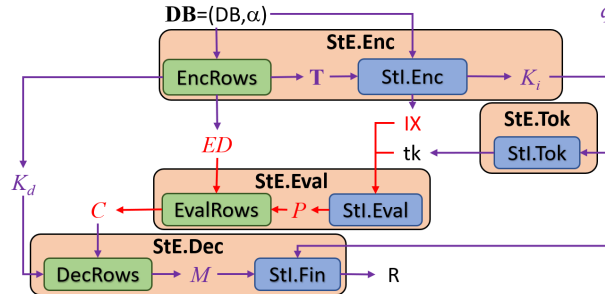 DB=(DB,α)
StE.Enc
EncRows T StI.Enc K_i
IX
StE.Tok
ED tk StI.Tok
K_d
StE.Eval
C EvalRows P StI.Eval
StE.Dec
DecRows M StI.Fin R